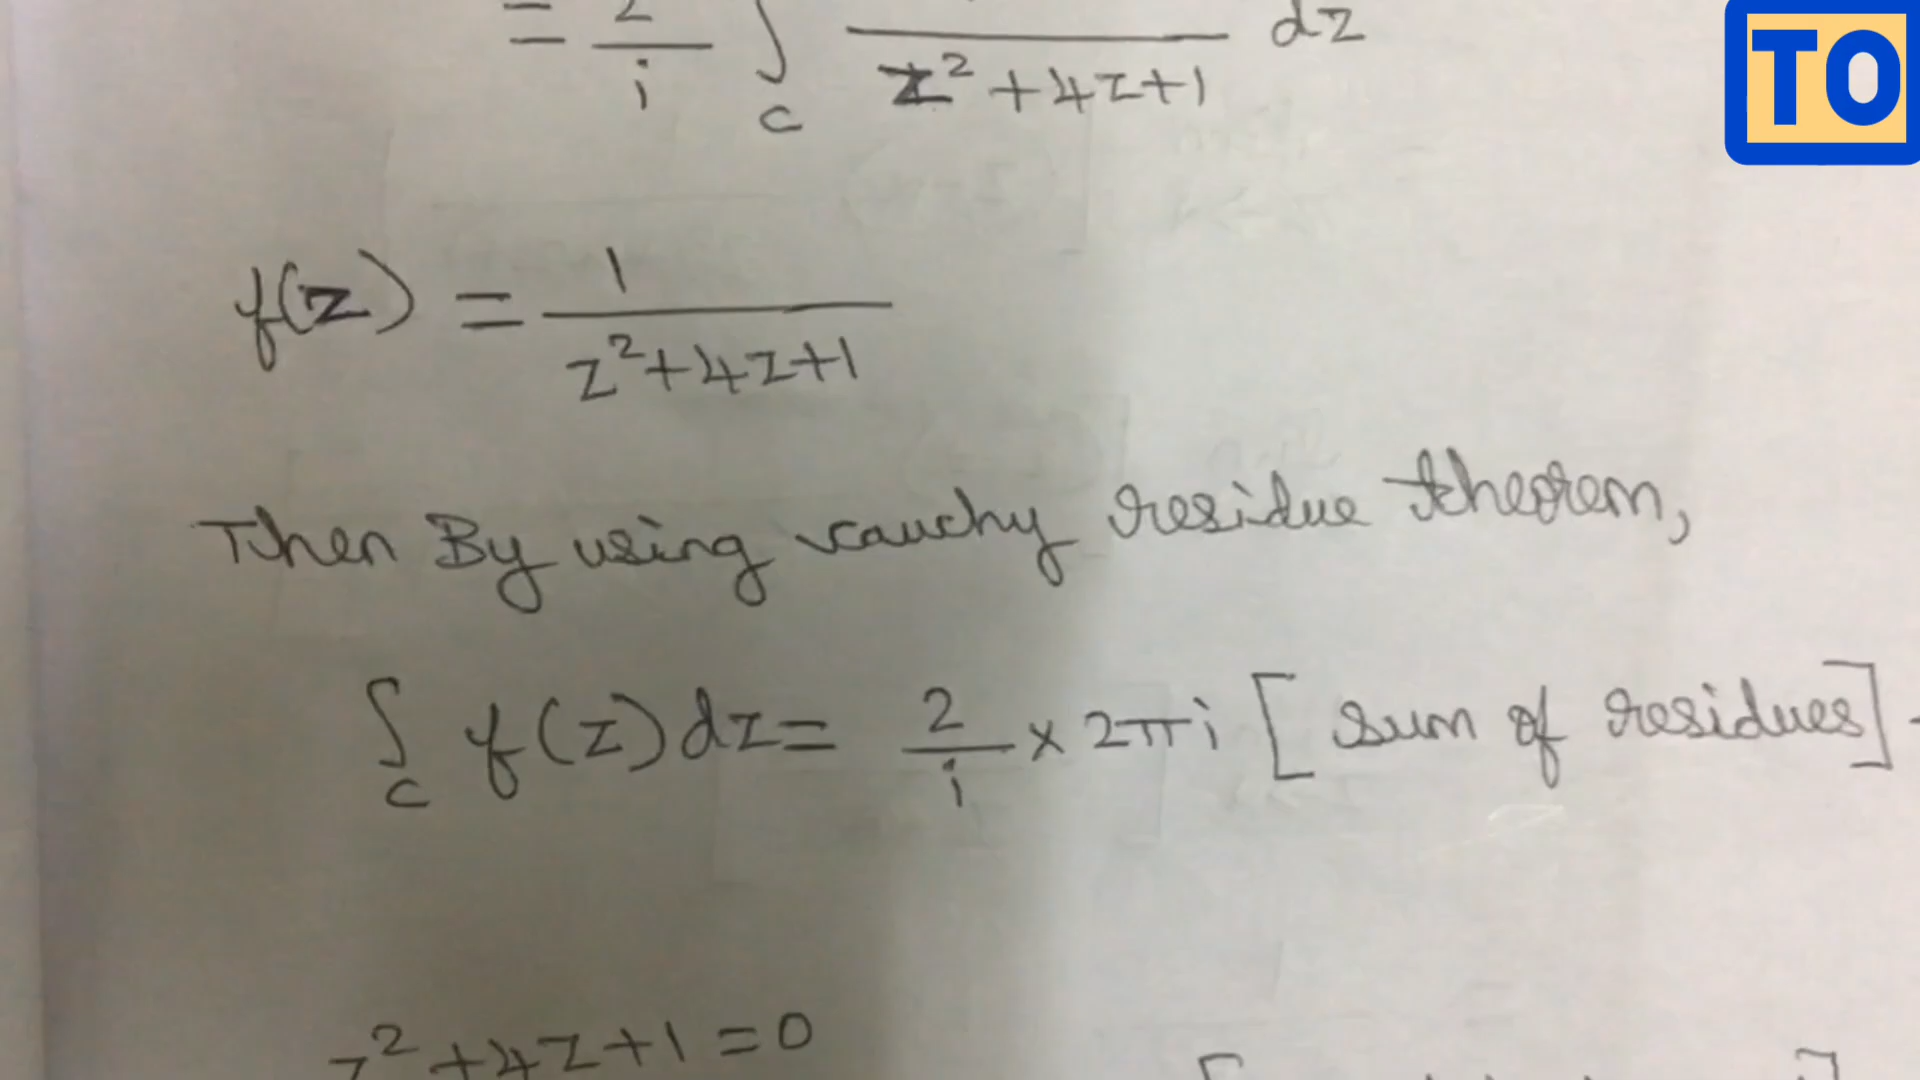 = 2/i ∫_C 1/(z²+4z+1) dz
TO
f(z) = 1/(z²+4z+1)
Then By using cauchy residue theorem,
∫_C f(z)dz = 2/i × 2πi [sum of residues]
z²+4z+1=0